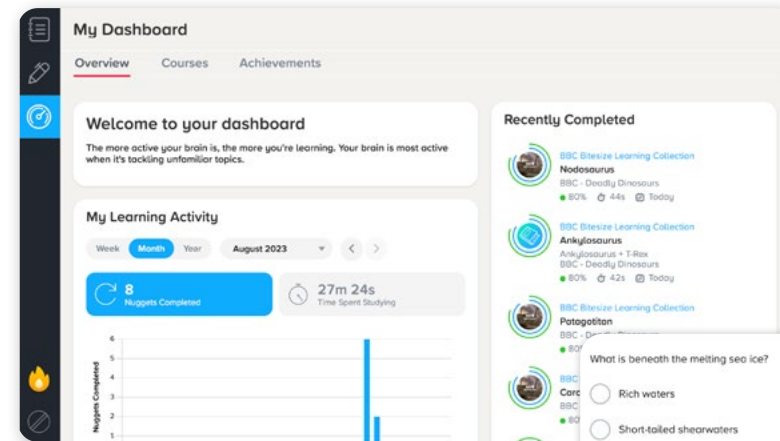 My Dashboard
Overview Courses Achievements
Welcome to your dashboard
The more active your brain is, the more you're learning. Your brain is most active
when it's tackling unfamiliar topics.
My Learning Activity
Week Month Year August 2023
8
Nuggets Completed
27m 24s
Time Spent Studying
Nuggets Completed
6
5
4
3
2
1
Recently Completed
BBC Bitesize Learning Collection
Nodosaurus
BBC - Deadly Dinosaurs
80% 44s Today
BBC Bitesize Learning Collection
Ankylosaurus
Ankylosaurus + T-Rex
BBC - Deadly Dinosaurs
80% 42s Today
BBC Bitesize Learning Collection
Patagotitan
BBC
80
BBC
BBC
80
What is beneath the melting sea ice?
Rich waters
Short-tailed shearwaters